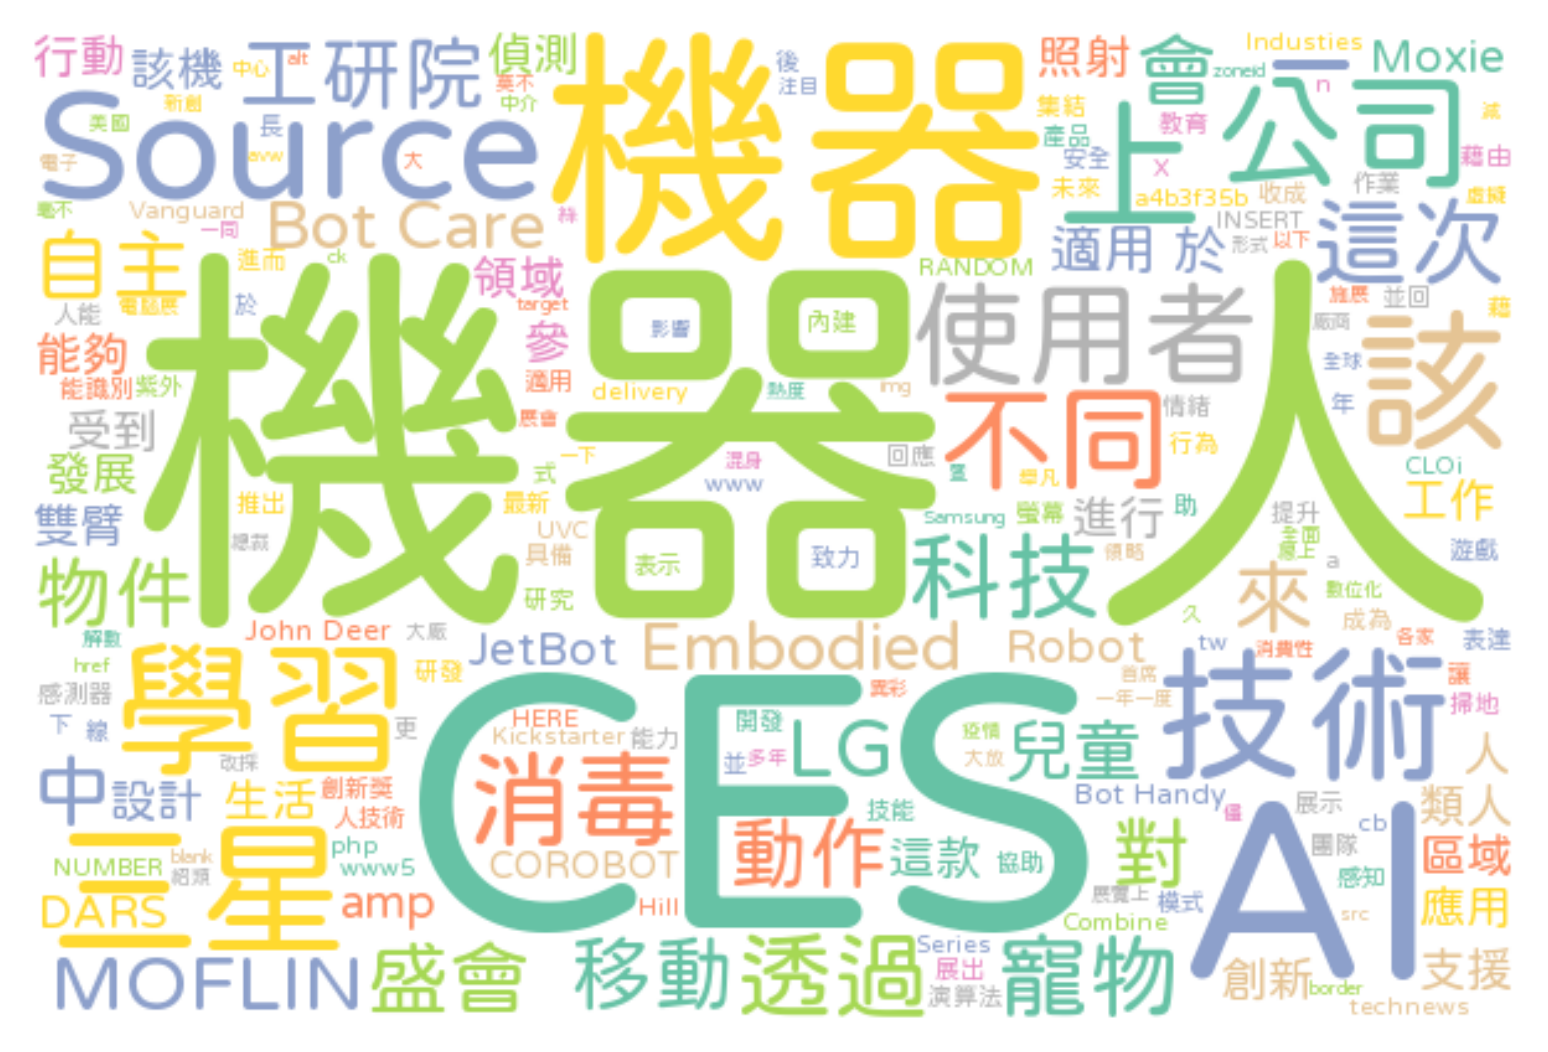 行動 該機 中心 alt 工研院 偵測 機器 後 照射 會 Industies 一 Moxie
新創 莫不 中介 注目 集結 zoneid n 公司 減
美國 Source 長 產品 上 教育
電子 avw 大 安全 x 藉由
毫不 Vanguard 一同 Bot Care 絲 未來 a4b3f35b 收成 作業 虛擬
INSERT 這次
自主 進而 ck 領域 RANDOM 適用 於 形式 以下
人能 電腦展 於 target 機器人 影響 內建 使用者 施展 並回 藉
能夠 參 廠商 該
能識別 紫外 適用 delivery 熱度 img 不同 全球
受到 展會 情緒 年
發展 式 一下 混身 回應 行為 CLOi
推出 最新 www 舉凡 工作
雙臂 總裁 UVC Samsung 螢幕 進行 助 提升 全面
具備 表示 致力 科技 領略 a 遊戲
物件 研究 來 數位化
久 成為
解數 John Deer 大廠 JetBot Embodied Robot tw 消費性 各家 表達
href 學習 研發 異彩 首席 技術 讓
感測器 一年一度 掃地
下 線 改採 更 HERE CES 開發 LG 疫情 兒童 人
Kickstarter 能力 並 多年 大放
中 設計 生活 創新獎 消毒 技能 Bot Handy 展示 類人
人技術 僵 AI cb
三星 php 動作 這款 協助 對 團隊 區域
NUMBER blank www5 COROBOT 感知
紹類 展覽上 模式
DARS amp Hill Combine src 應用
MOFLIN 盛會 移動 透過 Series 寵物 創新 支援
展出 border
演算法 technews